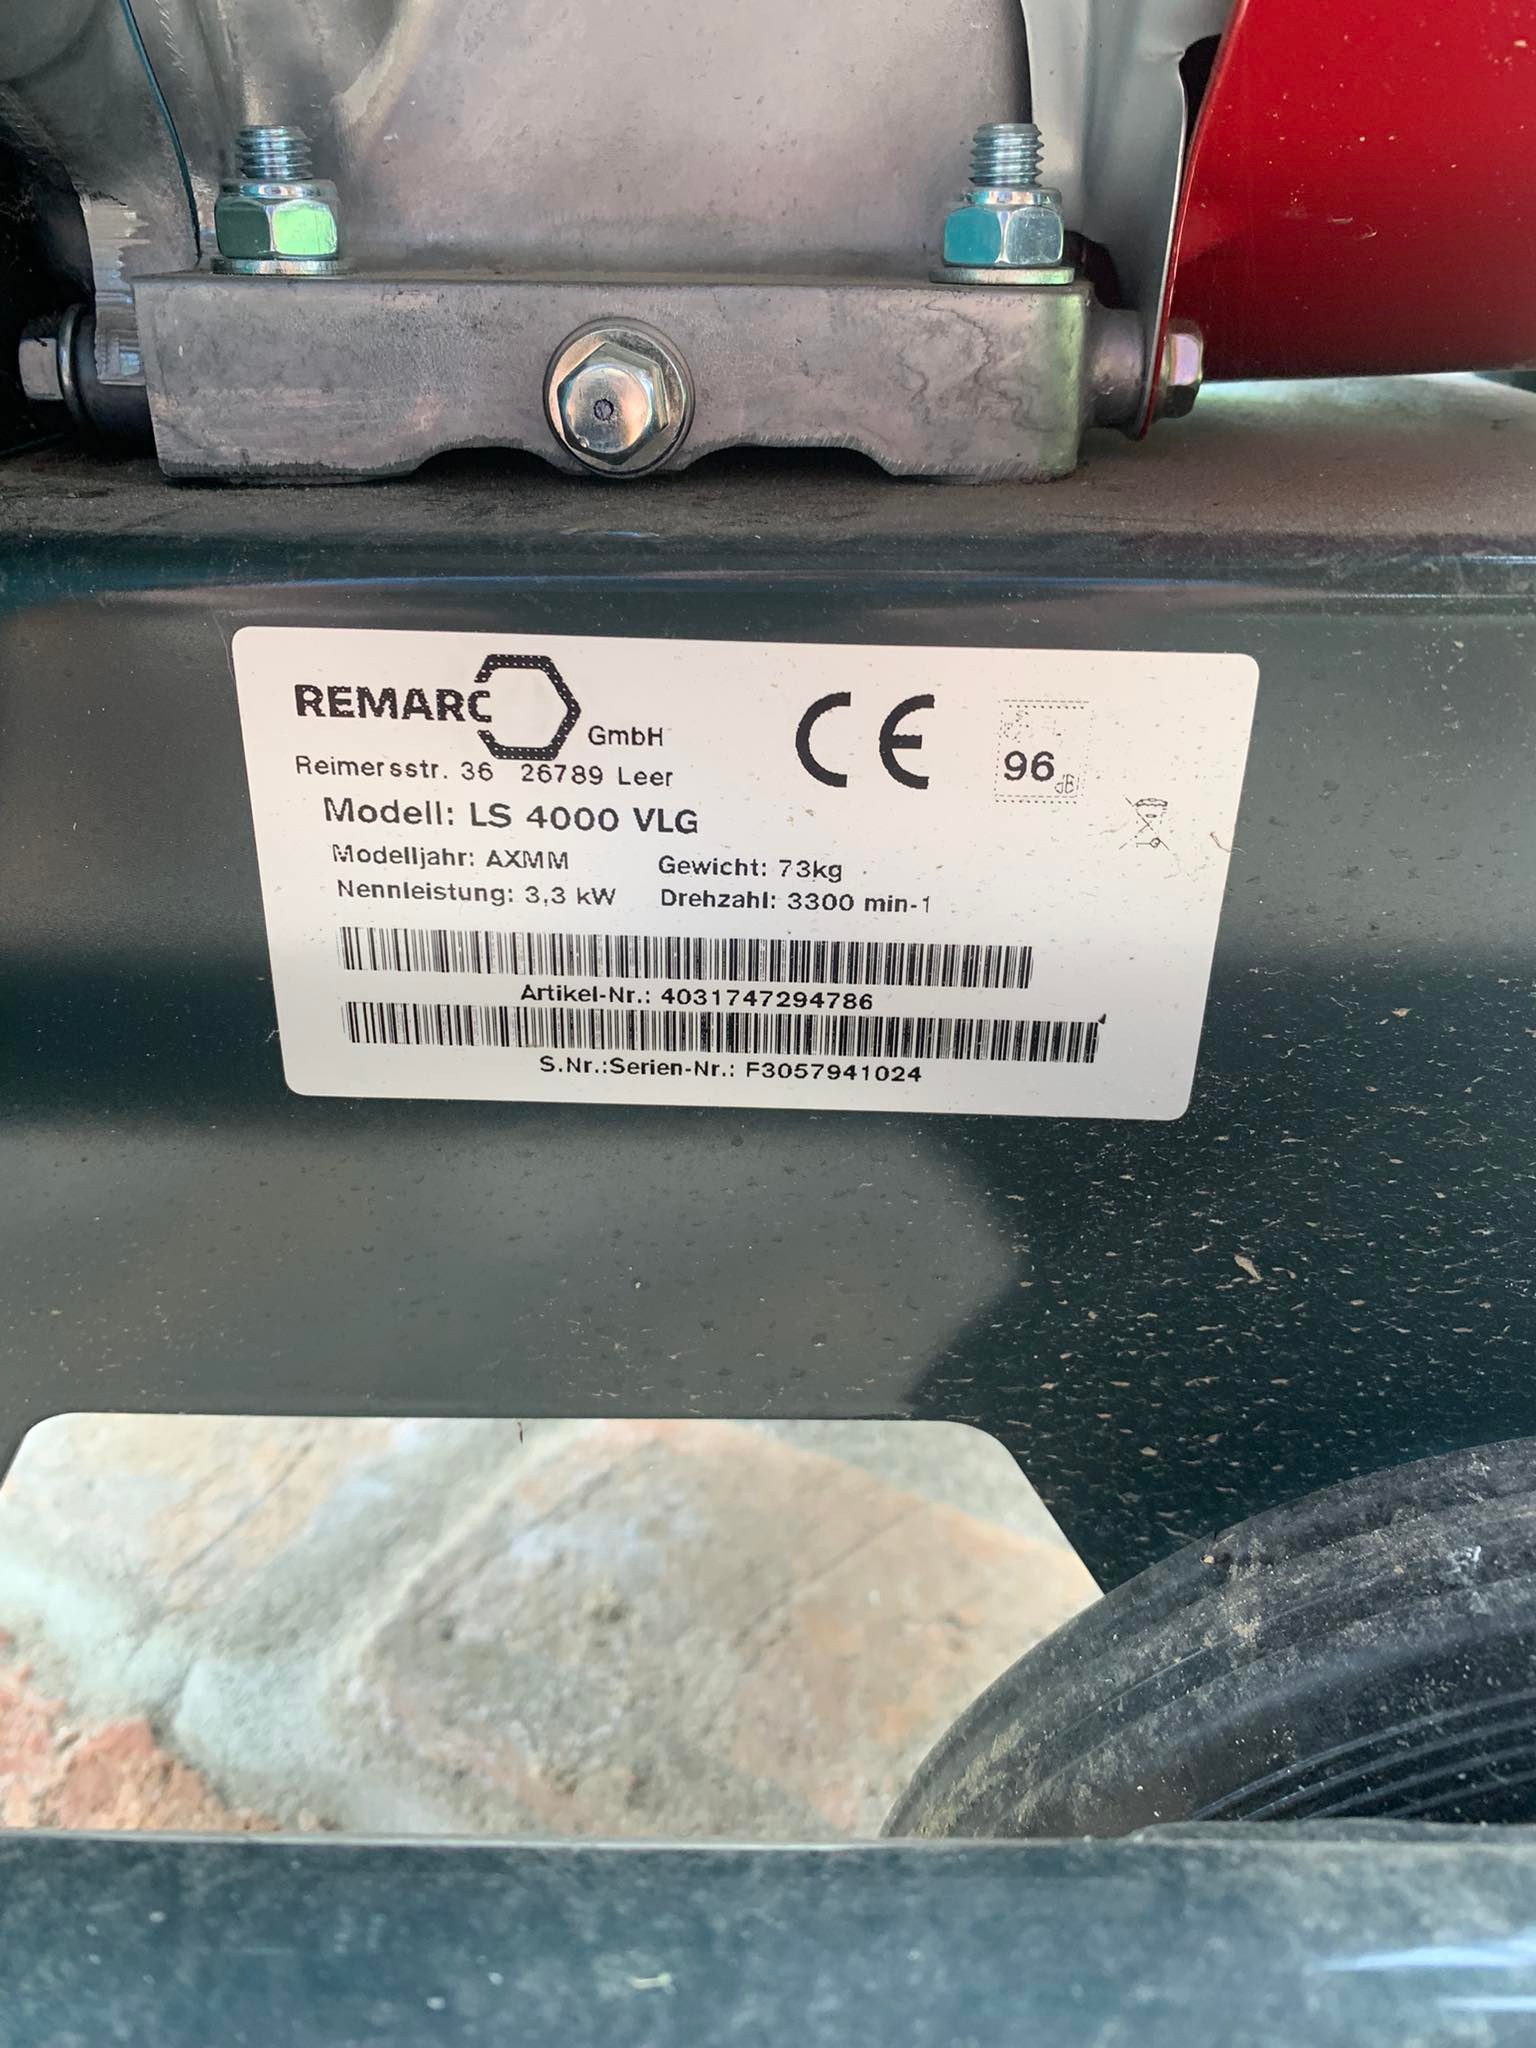 REMARC GmbH
Reimersstr. 36 26789 Leer
CE
96 dB
Modell: LS 4000 VLG
Modelljahr: AXMM Gewicht: 73kg
Nennleistung: 3,3 kW Drehzahl: 3300 min-1
Artikel-Nr.: 4031747294786
S.Nr.:Serien-Nr.: F3057941024